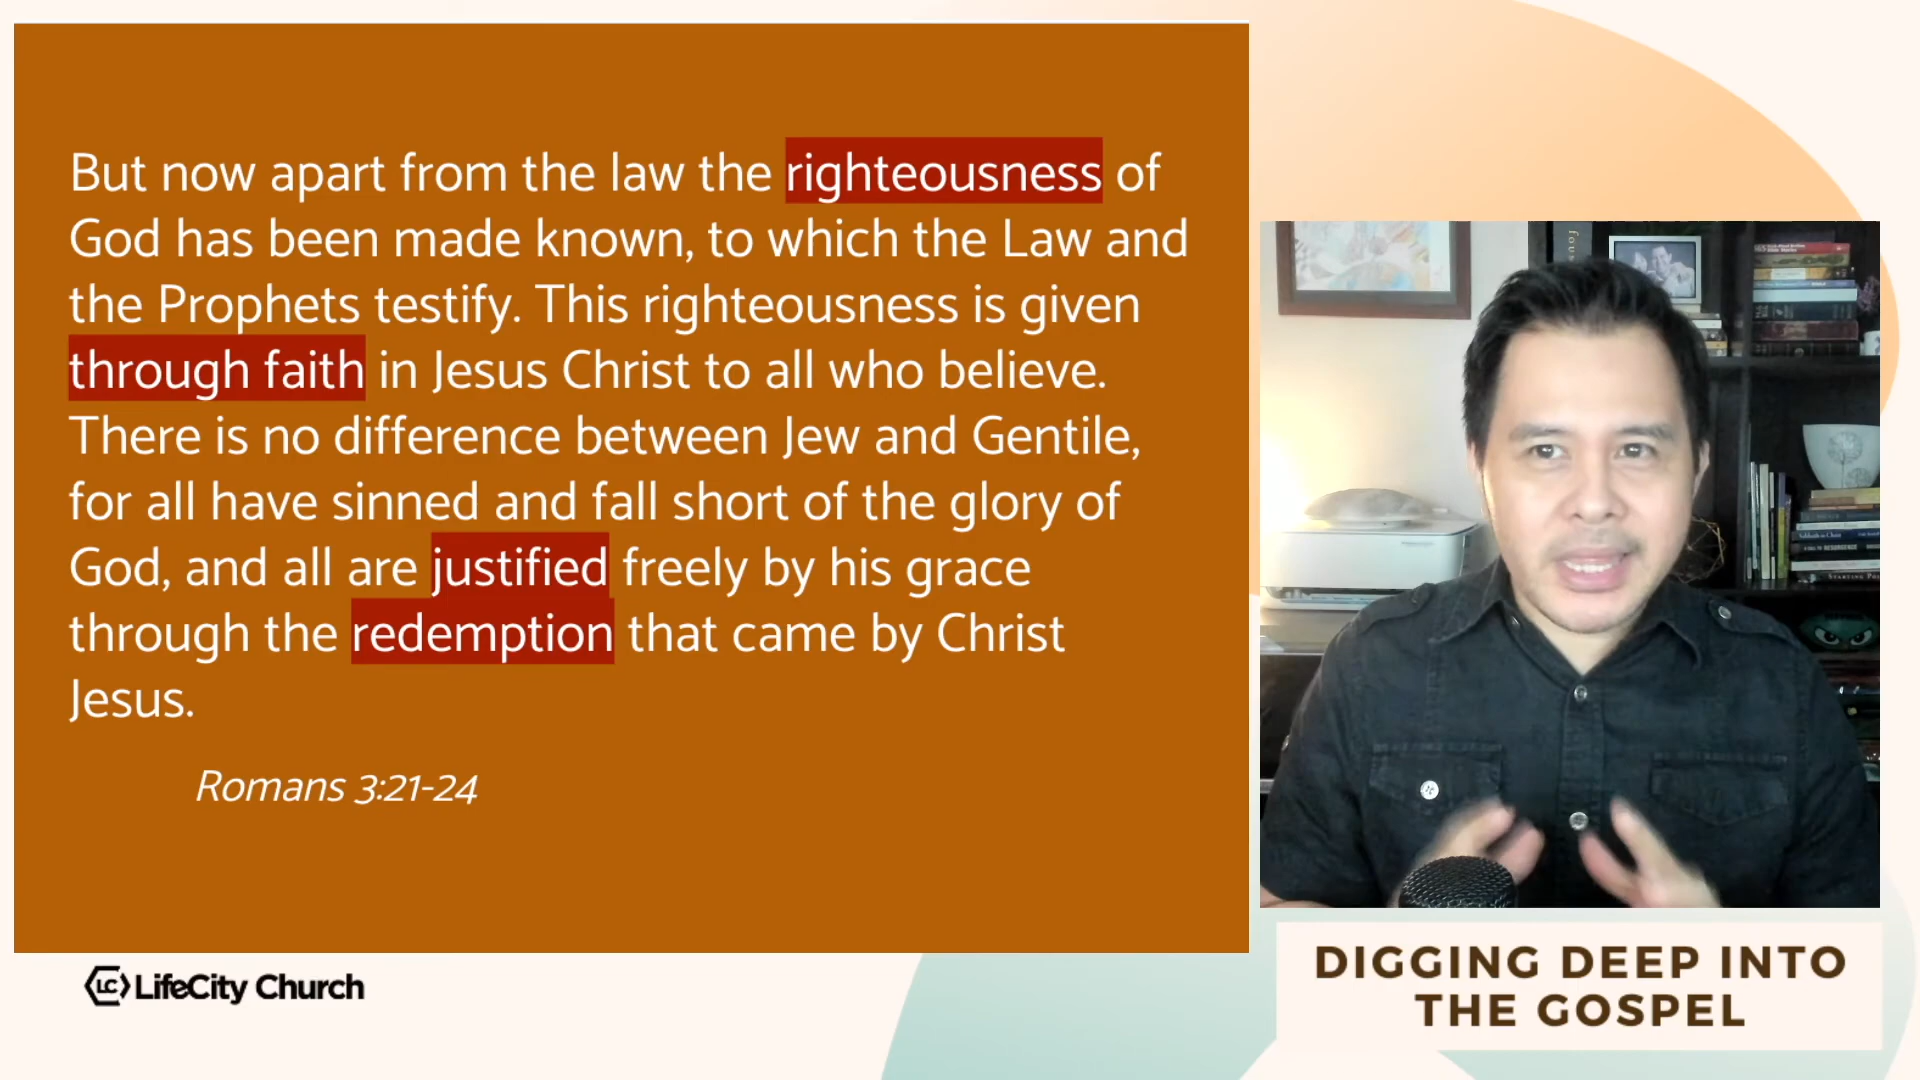 But now apart from the law the righteousness of
God has been made known, to which the Law and
the Prophets testify. This righteousness is given
through faith in Jesus Christ to all who believe.
There is no difference between Jew and Gentile,
for all have sinned and fall short of the glory of
God, and all are justified freely by his grace
through the redemption that came by Christ
Jesus.
Romans 3:21-24
LC LifeCity Church
DIGGING DEEP INTO
THE GOSPEL